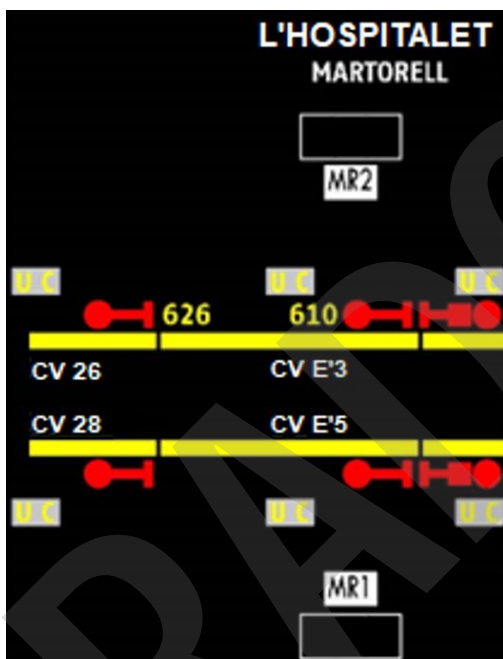 L'HOSPITALET
MARTORELL
MR2
U C U C U C
626 610
CV 26 CV E'3
CV 28 CV E'5
U C U C U C
MR1